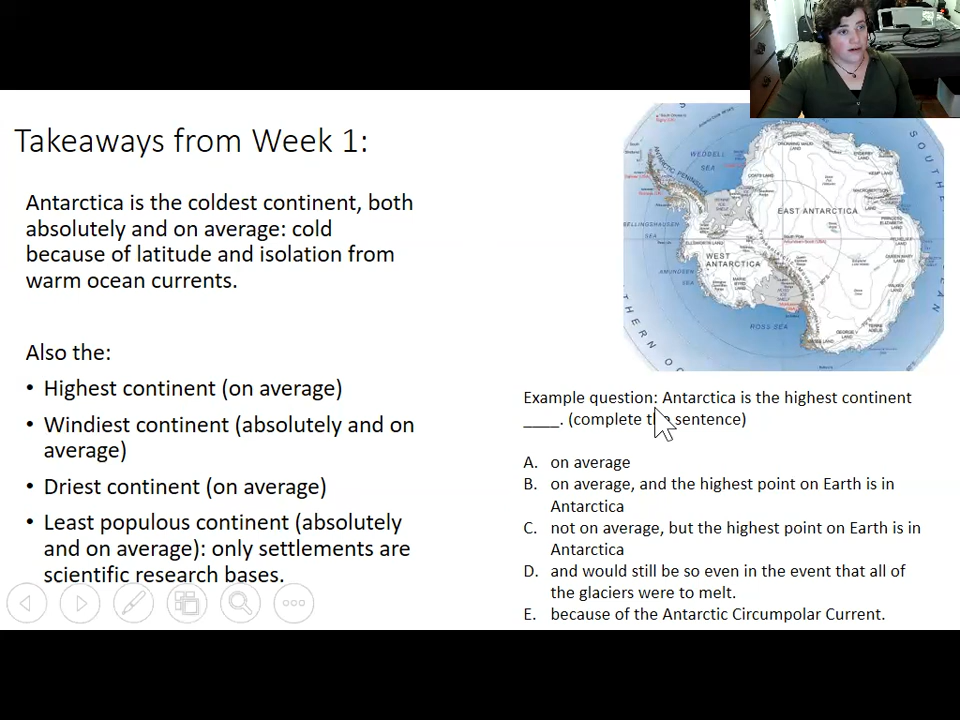 Takeaways from Week 1:
Antarctica is the coldest continent, both
absolutely and on average: cold
because of latitude and isolation from
warm ocean currents.
Also the:
• Highest continent (on average)
• Windiest continent (absolutely and on
average)
• Driest continent (on average)
• Least populous continent (absolutely
and on average): only settlements are
scientific research bases.
WEDDELL
SEA
ANTARCTIC PENINSULA
EAST ANTARCTICA
BELLINGSHAUSEN
SEA
WEST
ANTARCTICA
AMUNDSEN
SEA
ROSS SEA
Example question: Antarctica is the highest continent
____. (complete the sentence)
A. on average
B. on average, and the highest point on Earth is in
Antarctica
C. not on average, but the highest point on Earth is in
Antarctica
D. and would still be so even in the event that all of
the glaciers were to melt.
E. because of the Antarctic Circumpolar Current.